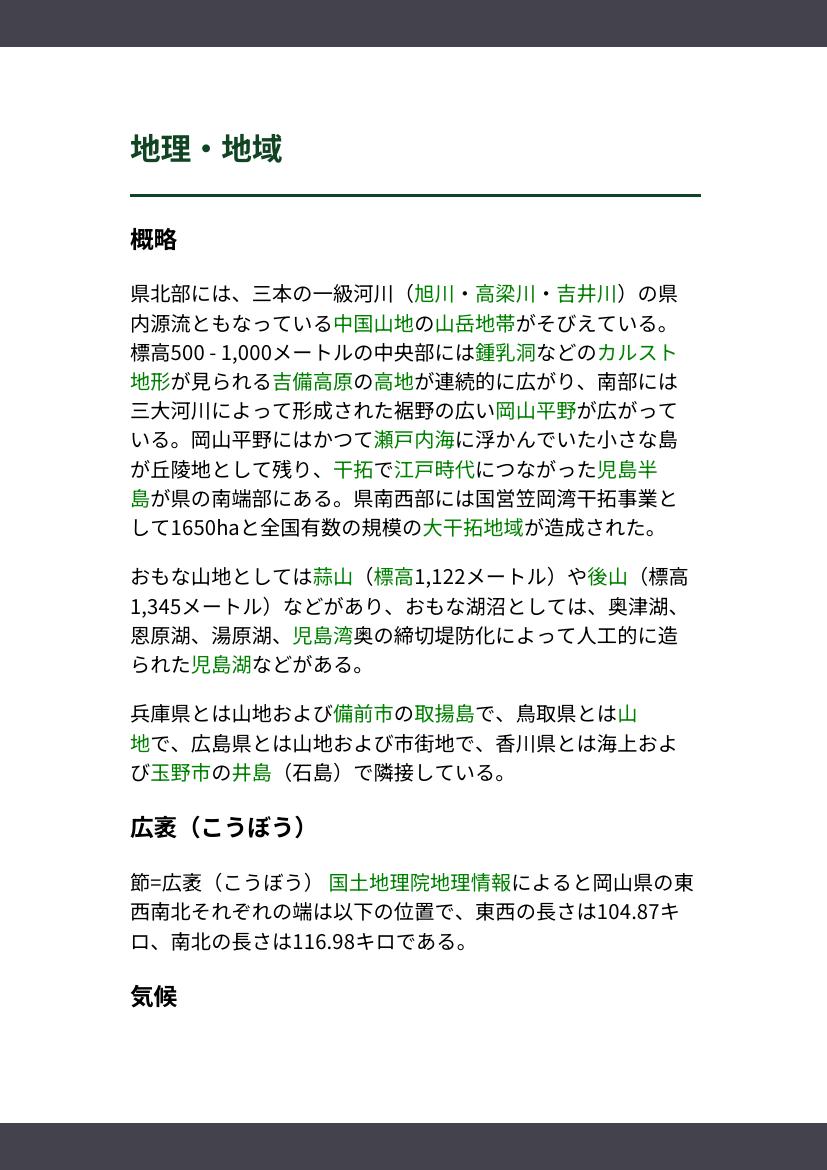 地理・地域
概略
県北部には、三本の一級河川（旭川・高梁川・吉井川）の県
内源流ともなっている中国山地の山岳地帯がそびえている。
標高500 - 1,000メートルの中央部には鍾乳洞などのカルスト
地形が見られる吉備高原の高地が連続的に広がり、南部には
三大河川によって形成された裾野の広い岡山平野が広がって
いる。岡山平野にはかつて瀬戸内海に浮かんでいた小さな島
が丘陵地として残り、干拓で江戸時代につながった児島半
島が県の南端部にある。県南西部には国営笠岡湾干拓事業と
して1650haと全国有数の規模の大干拓地域が造成された。
おもな山地としては蒜山（標高1,122メートル）や後山（標高
1,345メートル）などがあり、おもな湖沼としては、奥津湖、
恩原湖、湯原湖、児島湾奥の締切堤防化によって人工的に造
られた児島湖などがある。
兵庫県とは山地および備前市の取揚島で、鳥取県とは山
地で、広島県とは山地および市街地で、香川県とは海上およ
び玉野市の井島（石島）で隣接している。
広袤（こうぼう）
節=広袤（こうぼう） 国土地理院地理情報によると岡山県の東
西南北それぞれの端は以下の位置で、東西の長さは104.87キ
ロ、南北の長さは116.98キロである。
気候